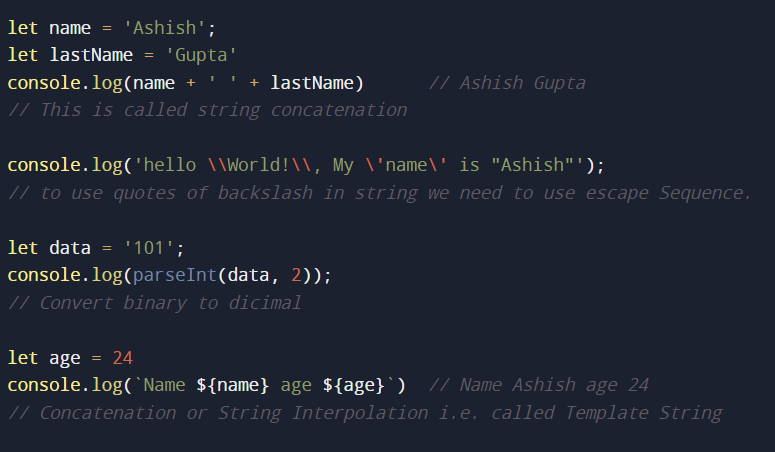 let name = 'Ashish';
let lastName = 'Gupta'
console.log(name + ' ' + lastName)      // Ashish Gupta
// This is called string concatenation
console.log('hello \\World!\\, My \'name\' is "Ashish"');
// to use quotes of backslash in string we need to use escape Sequence.
let data = '101';
console.log(parseInt(data, 2));
// Convert binary to dicimal
let age = 24
console.log(`Name ${name} age ${age}`)  // Name Ashish age 24
// Concatenation or String Interpolation i.e. called Template String